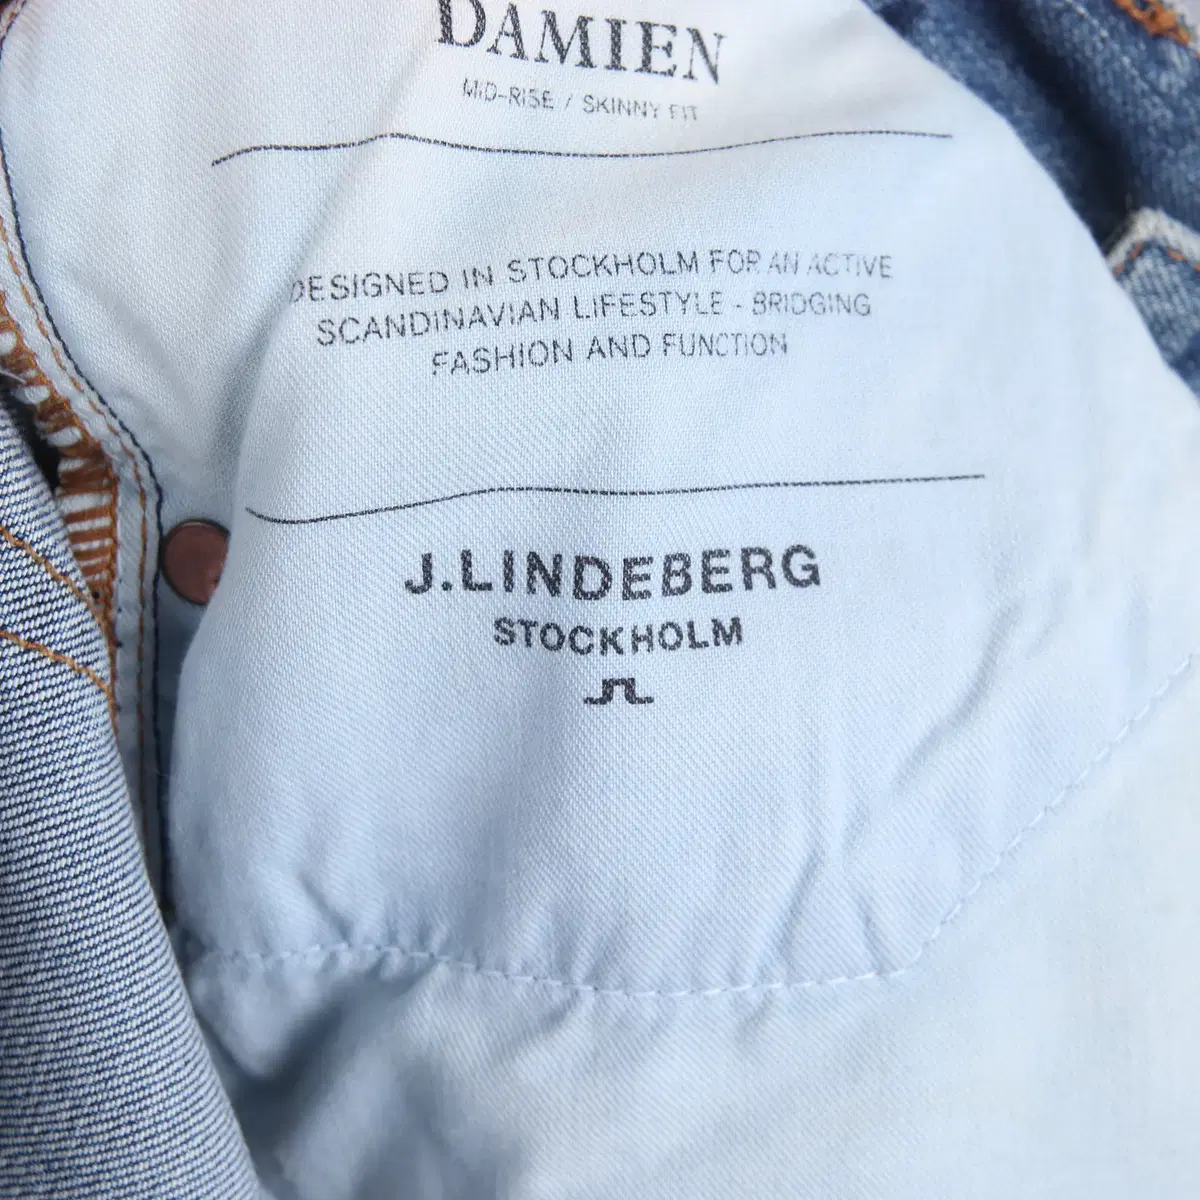 DAMIEN
MID-RISE / SKINNY FIT
DESIGNED IN STOCKHOLM FOR AN ACTIVE
SCANDINAVIAN LIFESTYLE - BRIDGING
FASHION AND FUNCTION
J.LINDEBERG
STOCKHOLM